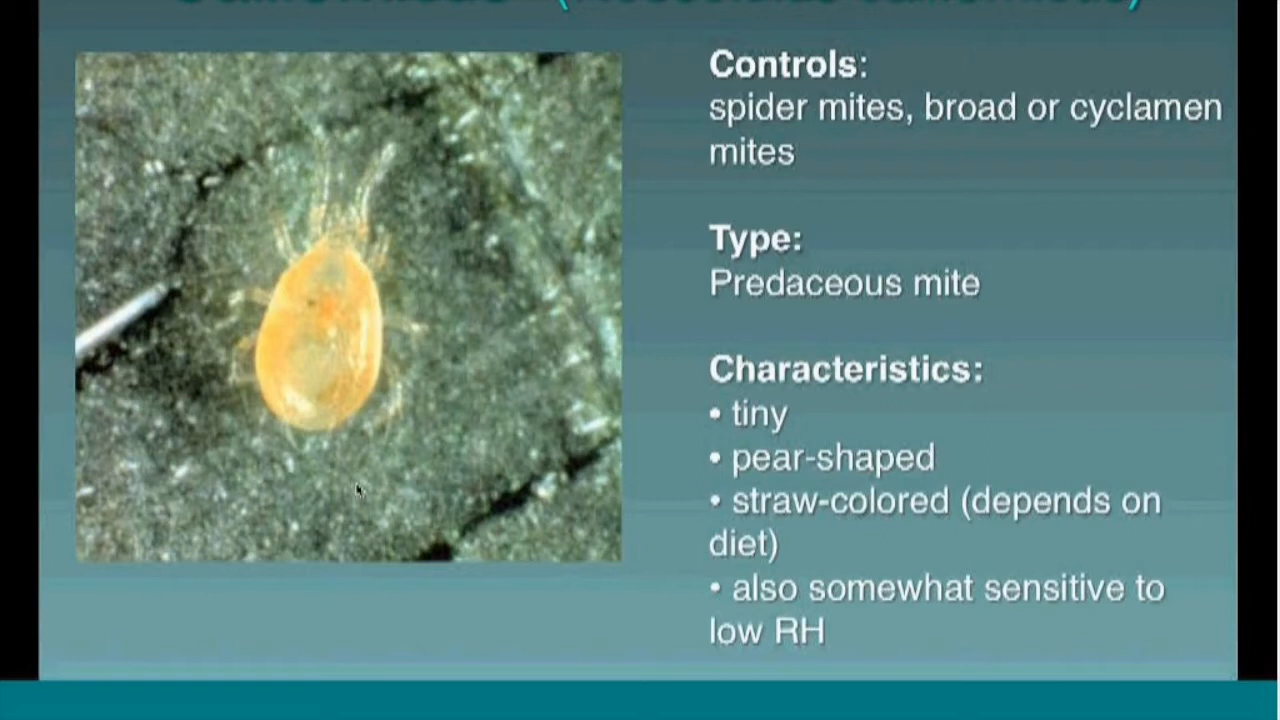 Controls:
spider mites, broad or cyclamen
mites
Type:
Predaceous mite
Characteristics:
• tiny
• pear-shaped
• straw-colored (depends on
diet)
• also somewhat sensitive to
low RH